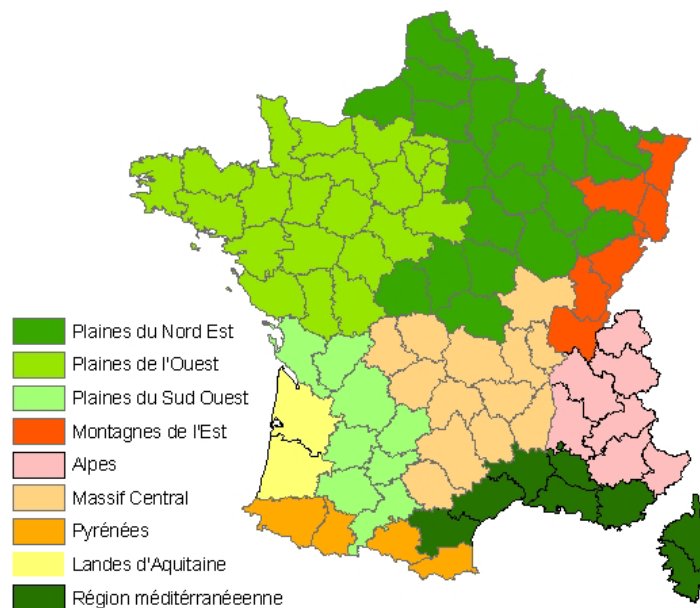 Plaines du Nord Est
Plaines de l'Ouest
Plaines du Sud Ouest
Montagnes de l'Est
Alpes
Massif Central
Pyrénées
Landes d'Aquitaine
Région méditérranéeenne